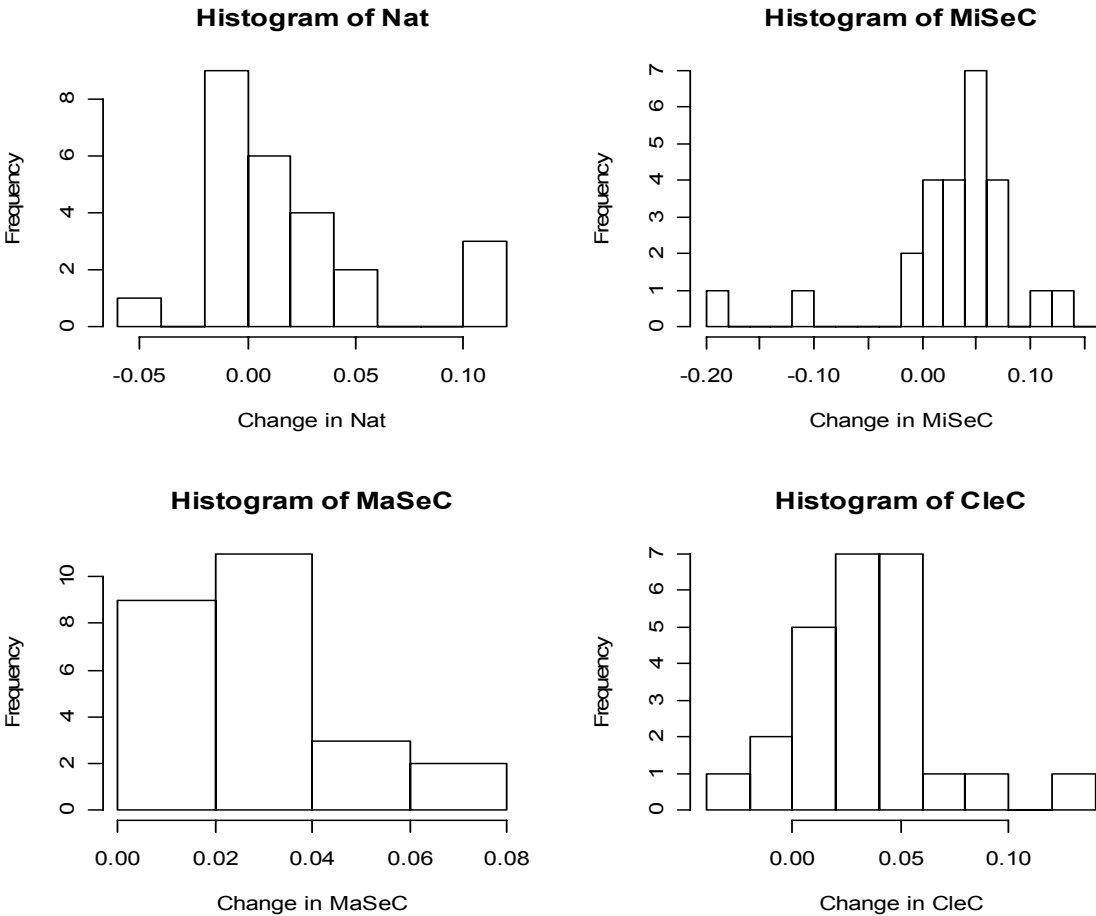 Histogram of Nat
Frequency
8
6
4
2
0
-0.05 0.00 0.05 0.10
Change in Nat
Histogram of MiSeC
Frequency
7
6
5
4
3
2
1
0
-0.20 -0.10 0.00 0.10
Change in MiSeC
Histogram of MaSeC
Frequency
10
8
6
4
2
0
0.00 0.02 0.04 0.06 0.08
Change in MaSeC
Histogram of CleC
Frequency
7
6
5
4
3
2
1
0
0.00 0.05 0.10
Change in CleC